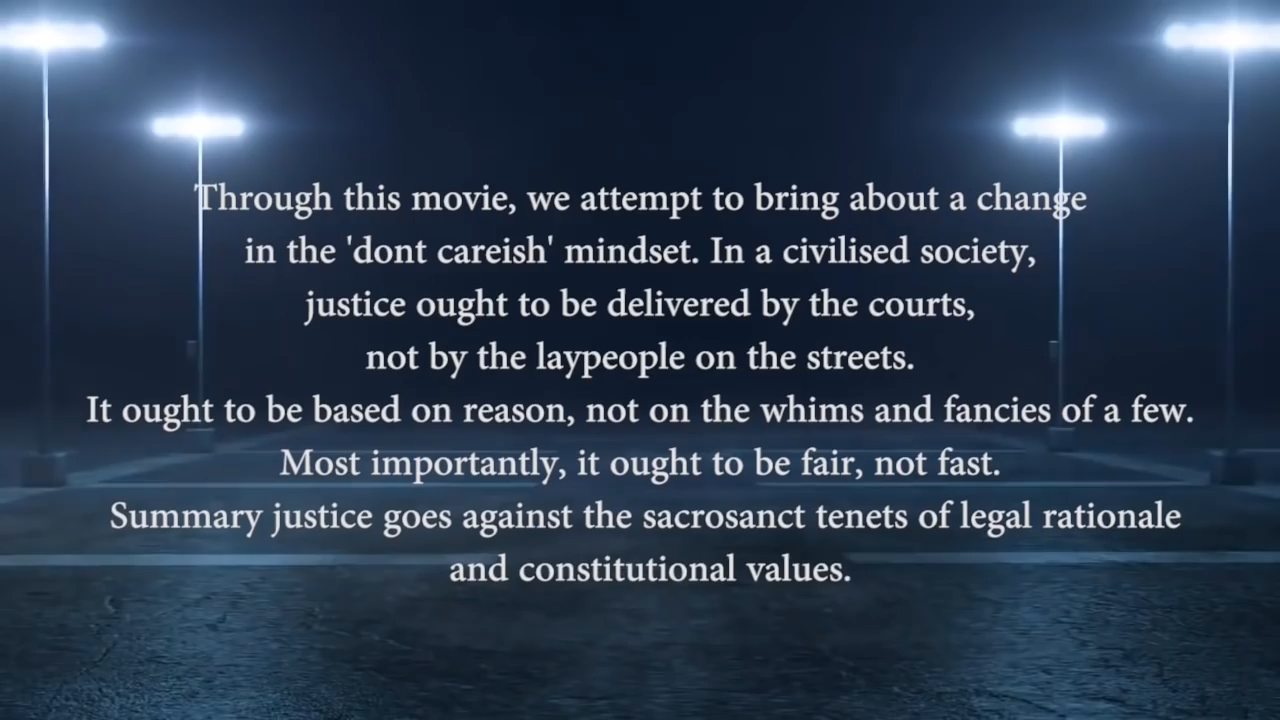 Through this movie, we attempt to bring about a change
in the 'dont careish' mindset. In a civilised society,
justice ought to be delivered by the courts,
not by the laypeople on the streets.
It ought to be based on reason, not on the whims and fancies of a few.
Most importantly, it ought to be fair, not fast.
Summary justice goes against the sacrosanct tenets of legal rationale
and constitutional values.